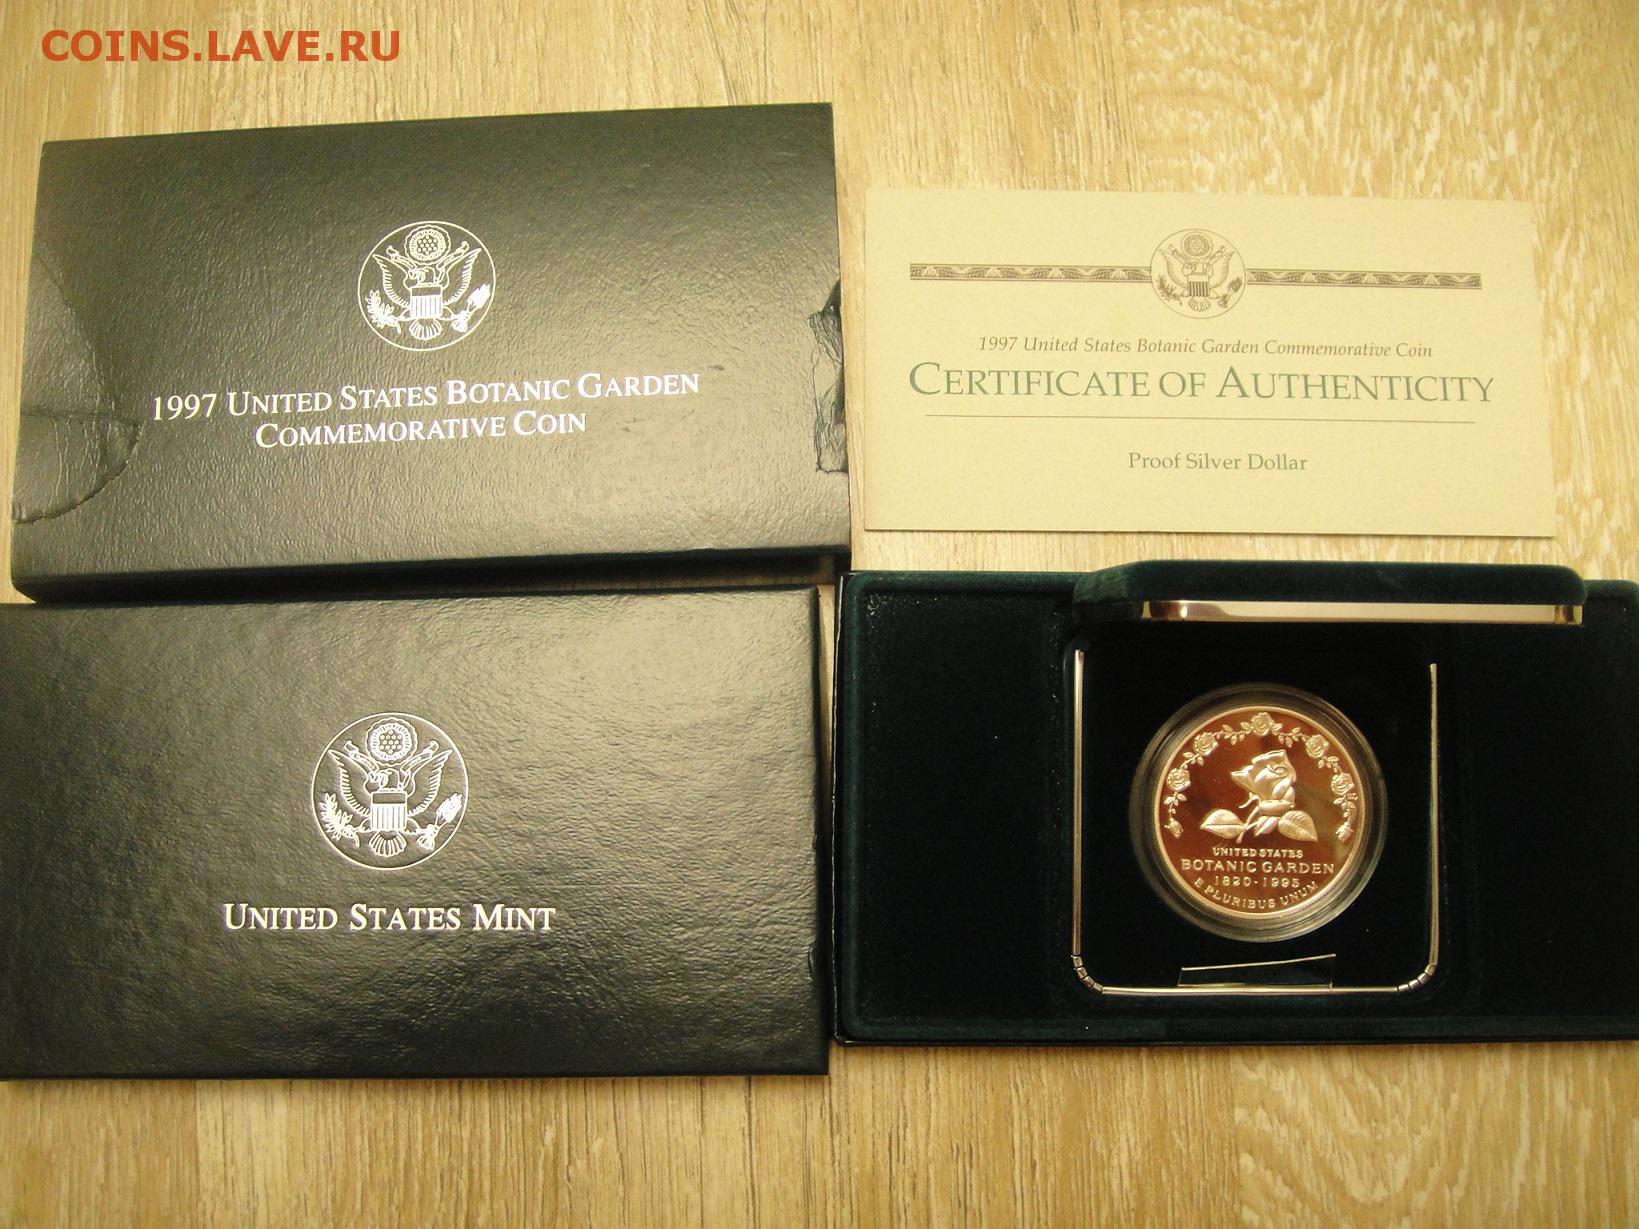 COINS.LAVE.RU
1997 UNITED STATES BOTANIC GARDEN
COMMEMORATIVE COIN
1997 United States Botanic Garden Commemorative Coin
CERTIFICATE OF AUTHENTICITY
Proof Silver Dollar
UNITED STATES MINT
UNITED STATES
BOTANIC GARDEN
1820-1995
E PLURIBUS UNUM